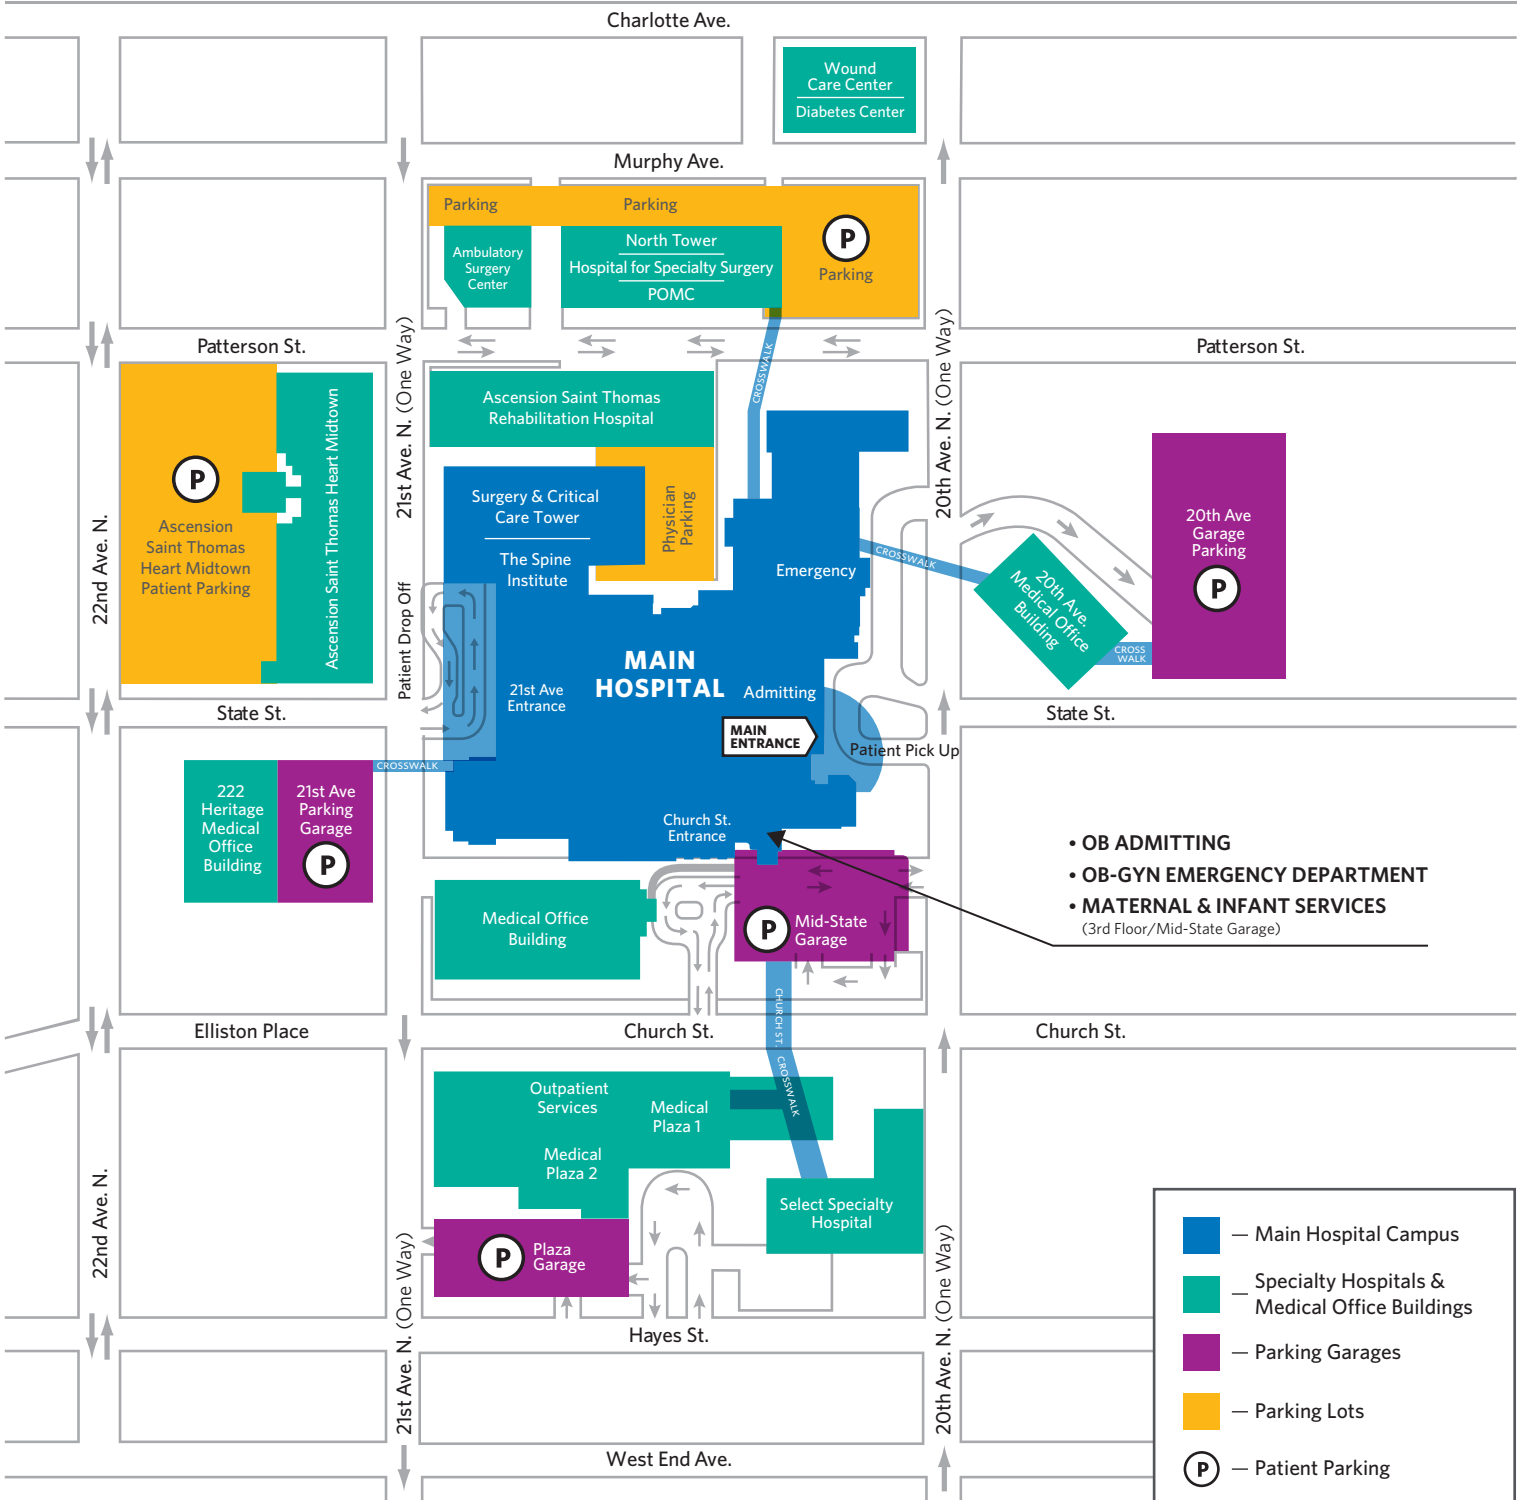 Charlotte Ave.
Wound
Care Center
Diabetes Center
Murphy Ave.
Parking
Parking
P
Parking
Ambulatory
Surgery
Center
North Tower
Hospital for Specialty Surgery
POMC
Patterson St.
21st Ave. N. (One Way)
20th Ave. N. (One Way)
Patterson St.
CROSSWALK
P
Ascension
Saint Thomas
Heart Midtown
Patient Parking
Ascension Saint Thomas Heart Midtown
22nd Ave. N.
Ascension Saint Thomas
Rehabilitation Hospital
Surgery & Critical
Care Tower
The Spine
Institute
Physician
Parking
Emergency
CROSSWALK
20th Ave.
Medical Office
Building
CROSS
WALK
20th Ave
Garage
Parking
P
Patient Drop Off
21st Ave
Entrance
MAIN
HOSPITAL
Admitting
MAIN
ENTRANCE
Patient Pick Up
State St.
State St.
CROSSWALK
222
Heritage
Medical
Office
Building
21st Ave
Parking
Garage
P
Church St.
Entrance
• OB ADMITTING
• OB-GYN EMERGENCY DEPARTMENT
• MATERNAL & INFANT SERVICES
(3rd Floor/Mid-State Garage)
Medical Office
Building
P
Mid-State
Garage
CHURCH ST.
CROSSWALK
Elliston Place
Church St.
Church St.
Outpatient
Services
Medical
Plaza 1
Medical
Plaza 2
Select Specialty
Hospital
P
Plaza
Garage
22nd Ave. N.
21st Ave. N. (One Way)
20th Ave. N. (One Way)
Hayes St.
West End Ave.
— Main Hospital Campus
— Specialty Hospitals &
Medical Office Buildings
— Parking Garages
— Parking Lots
P — Patient Parking